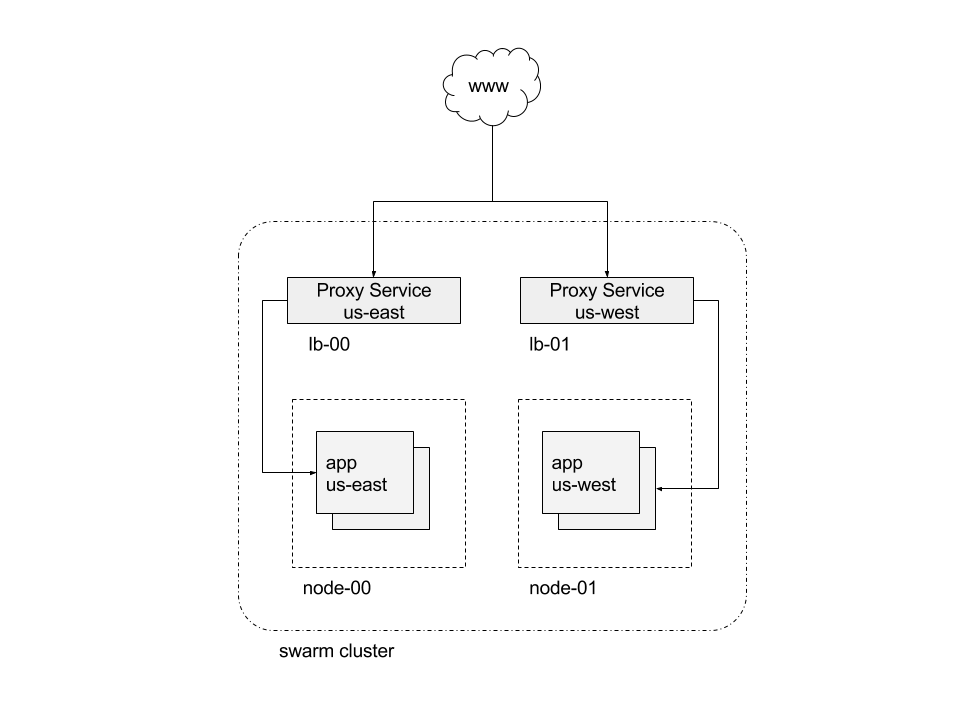 www
Proxy Service
us-east
Proxy Service
us-west
lb-00
lb-01
app
us-east
app
us-west
node-00
node-01
swarm cluster